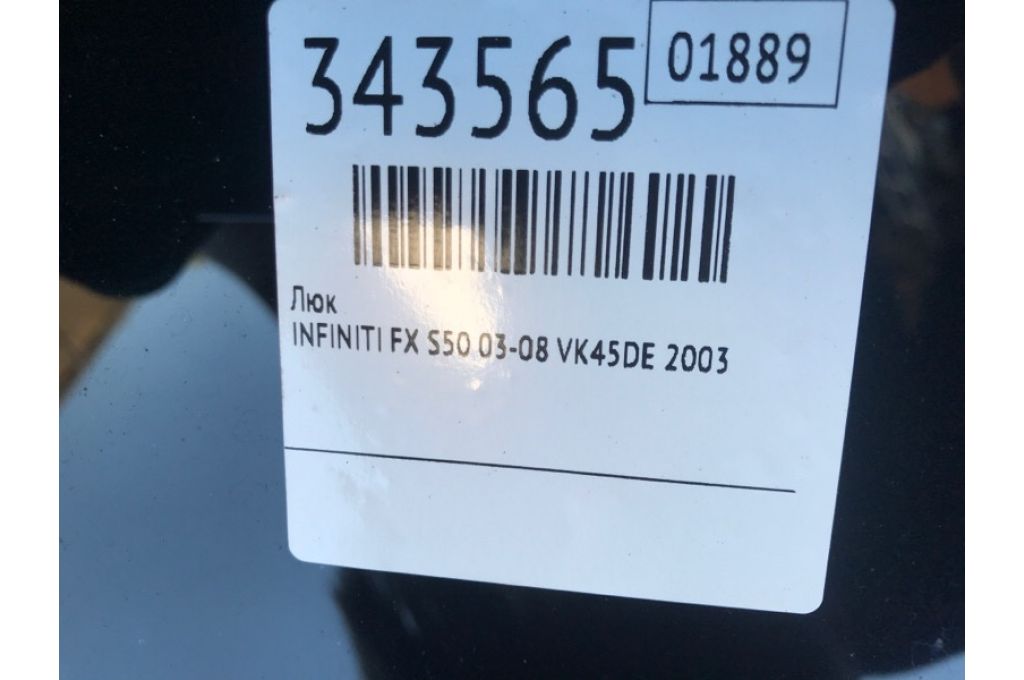 343565
01889
Люк
INFINITI FX S50 03-08 VK45DE 2003